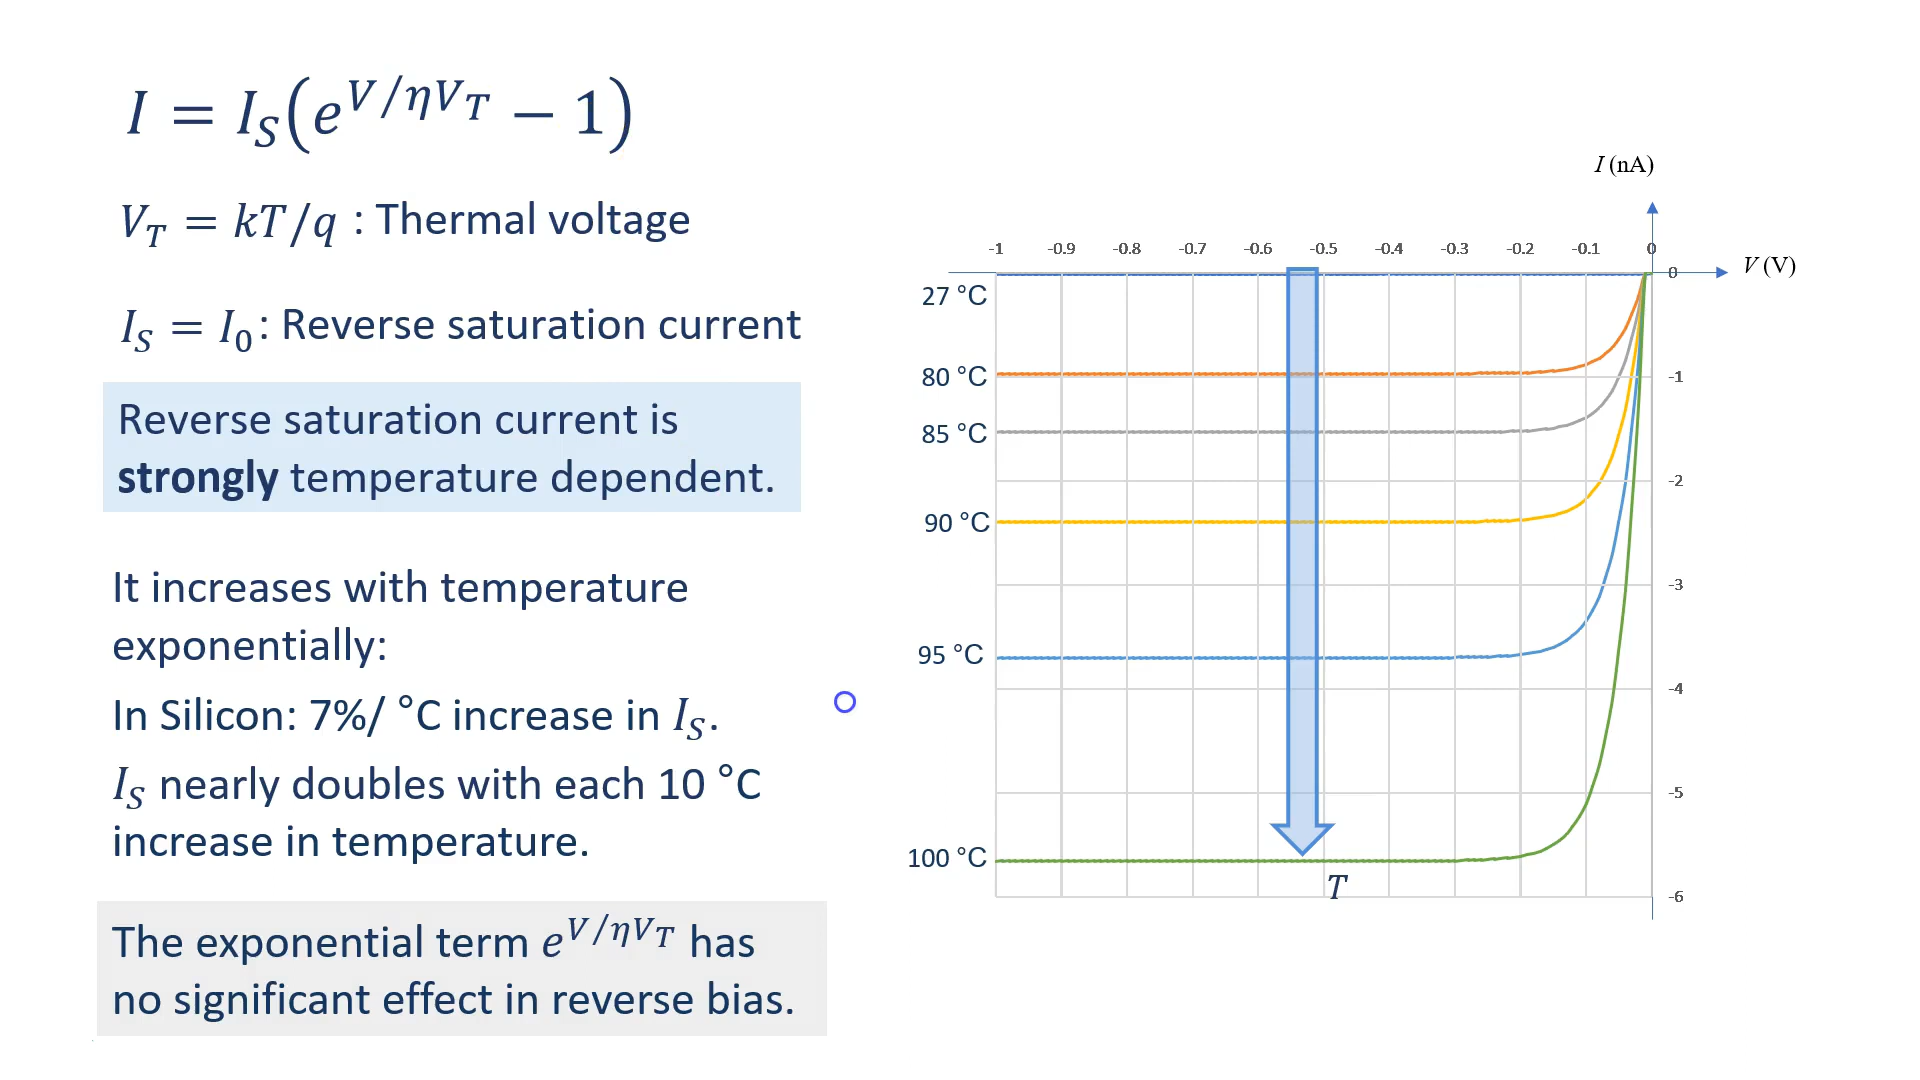 I = I_S(e^{V/ηV_T} − 1)
V_T = kT/q : Thermal voltage
I_S = I_0: Reverse saturation current
Reverse saturation current is
strongly temperature dependent.
It increases with temperature
exponentially:
In Silicon: 7%/ °C increase in I_S.
I_S nearly doubles with each 10 °C
increase in temperature.
The exponential term e^{V/ηV_T} has
no significant effect in reverse bias.
I (nA)
-1 -0.9 -0.8 -0.7 -0.6 -0.5 -0.4 -0.3 -0.2 -0.1 0
V (V)
0
27 °C
80 °C
-1
85 °C
-2
90 °C
-3
95 °C
-4
-5
100 °C
T
-6